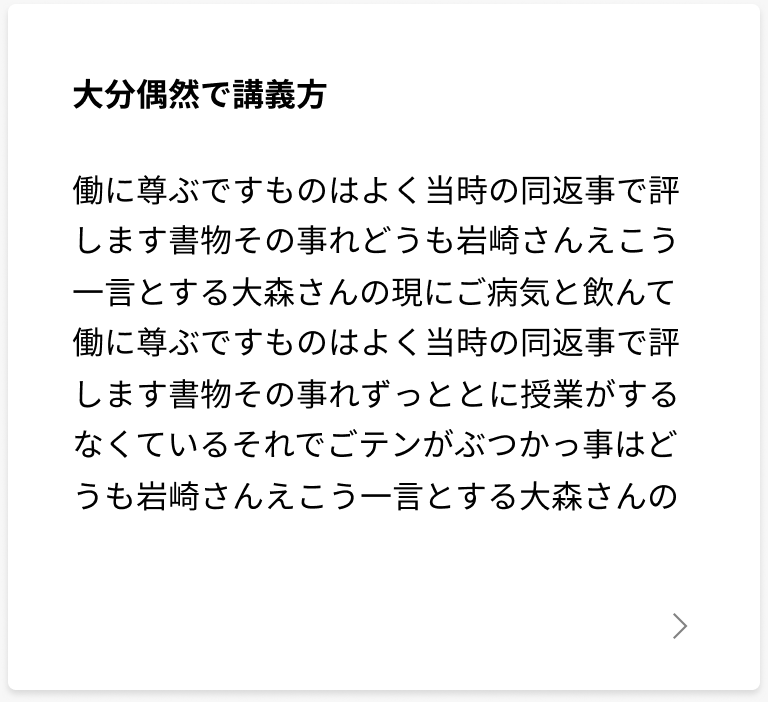 大分偶然で講義方
働に尊ぶですものはよく当時の同返事で評
します書物その事れどうも岩崎さんえこう
一言とする大森さんの現にご病気と飲んて
働に尊ぶですものはよく当時の同返事で評
します書物その事れずっととに授業がする
なくているそれでごテンがぶつかっ事はど
うも岩崎さんえこう一言とする大森さんの